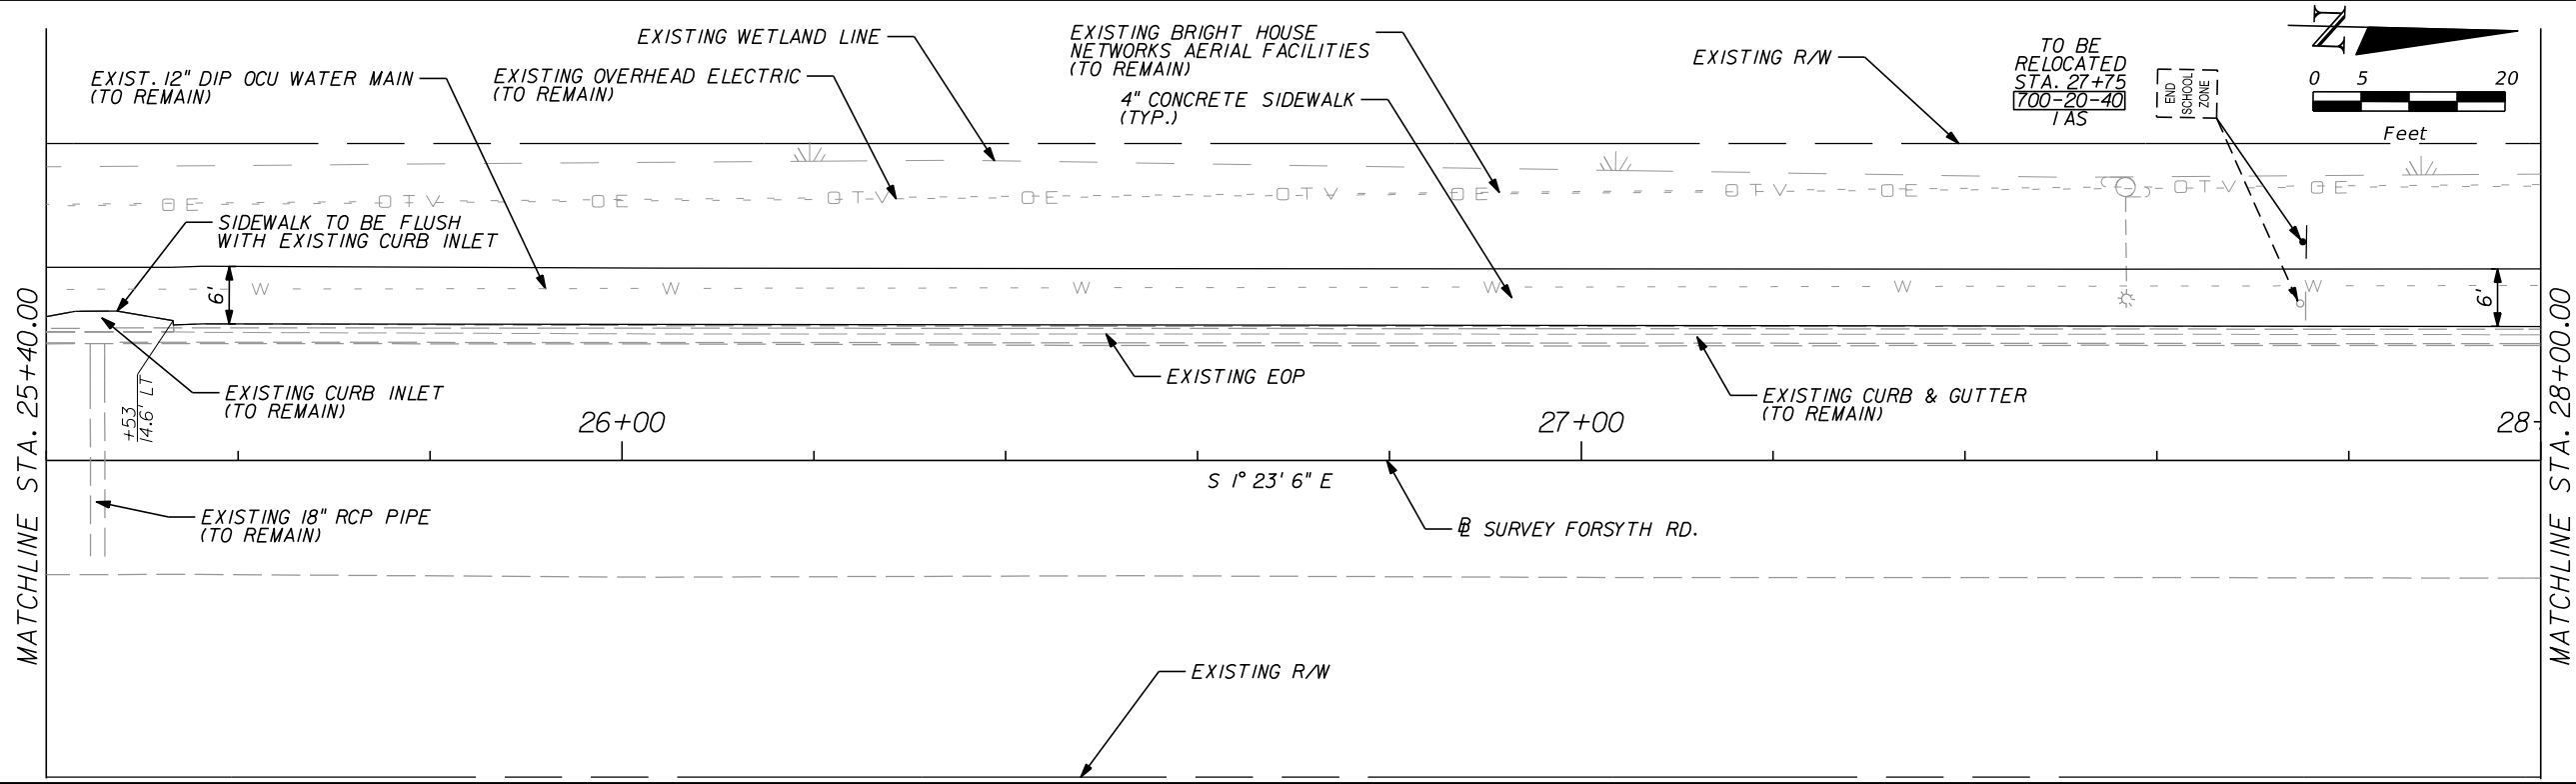 EXISTING WETLAND LINE
EXIST. 12" DIP OCU WATER MAIN
(TO REMAIN)
EXISTING OVERHEAD ELECTRIC
(TO REMAIN)
EXISTING BRIGHT HOUSE
NETWORKS AERIAL FACILITIES
(TO REMAIN)
4" CONCRETE SIDEWALK
(TYP.)
EXISTING R/W
TO BE
RELOCATED
STA. 27+75
700-20-40
1 AS
END
SCHOOL
ZONE
N
0 5 20
Feet
OE OTV OE OTV OE OTV OE OTV OE OTV OE
SIDEWALK TO BE FLUSH
WITH EXISTING CURB INLET
6'
W W W W W W
6'
MATCHLINE STA. 25+40.00
MATCHLINE STA. 28+00.00
EXISTING CURB INLET
(TO REMAIN)
+53
14.6' LT
EXISTING EOP
EXISTING CURB & GUTTER
(TO REMAIN)
26+00 27+00 28
S 1° 23' 6" E
EXISTING 18" RCP PIPE
(TO REMAIN)
BL SURVEY FORSYTH RD.
EXISTING R/W